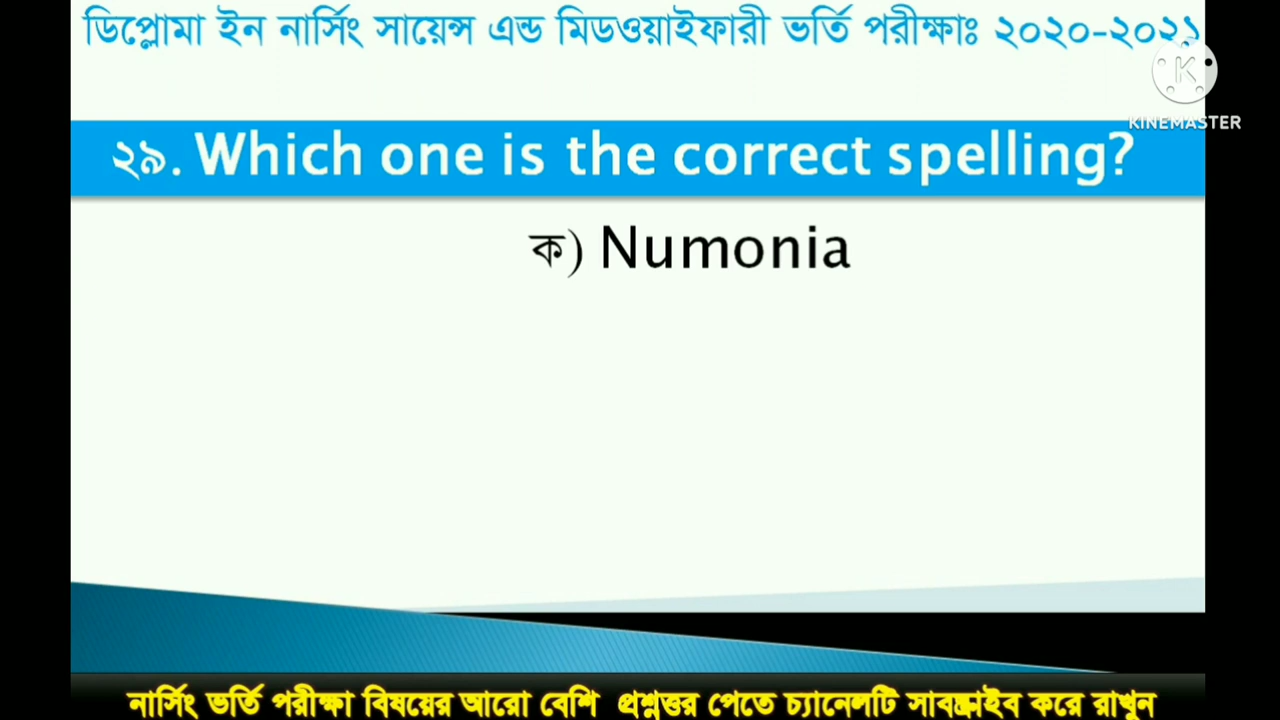 ডিপ্লোমা ইন নার্সিং সায়েন্স এন্ড মিডওয়াইফারী ভর্তি পরীক্ষাঃ ২০২০-২০২১
KINEMASTER
২৯. Which one is the correct spelling?
ক) Numonia
নার্সিং ভর্তি পরীক্ষা বিষয়ের আরো বেশি প্রশ্নত্তর পেতে চ্যানেলটি সাবস্ক্রাইব করে রাখুন